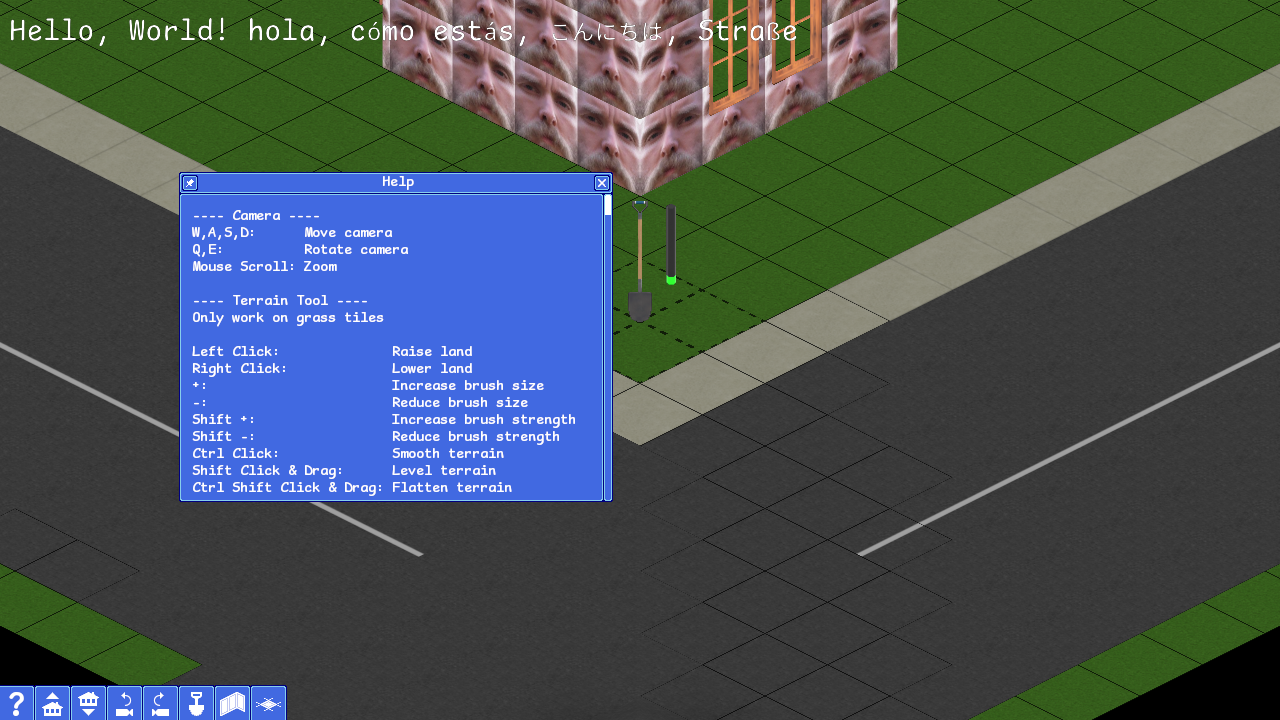 Hello, World! hola, cómo estás, こんにちは, Straße
Help
---- Camera ----
W,A,S,D: Move camera
Q,E: Rotate camera
Mouse Scroll: Zoom
---- Terrain Tool ----
Only work on grass tiles
Left Click: Raise land
Right Click: Lower land
+: Increase brush size
-: Reduce brush size
Shift +: Increase brush strength
Shift -: Reduce brush strength
Ctrl Click: Smooth terrain
Shift Click & Drag: Level terrain
Ctrl Shift Click & Drag: Flatten terrain
?